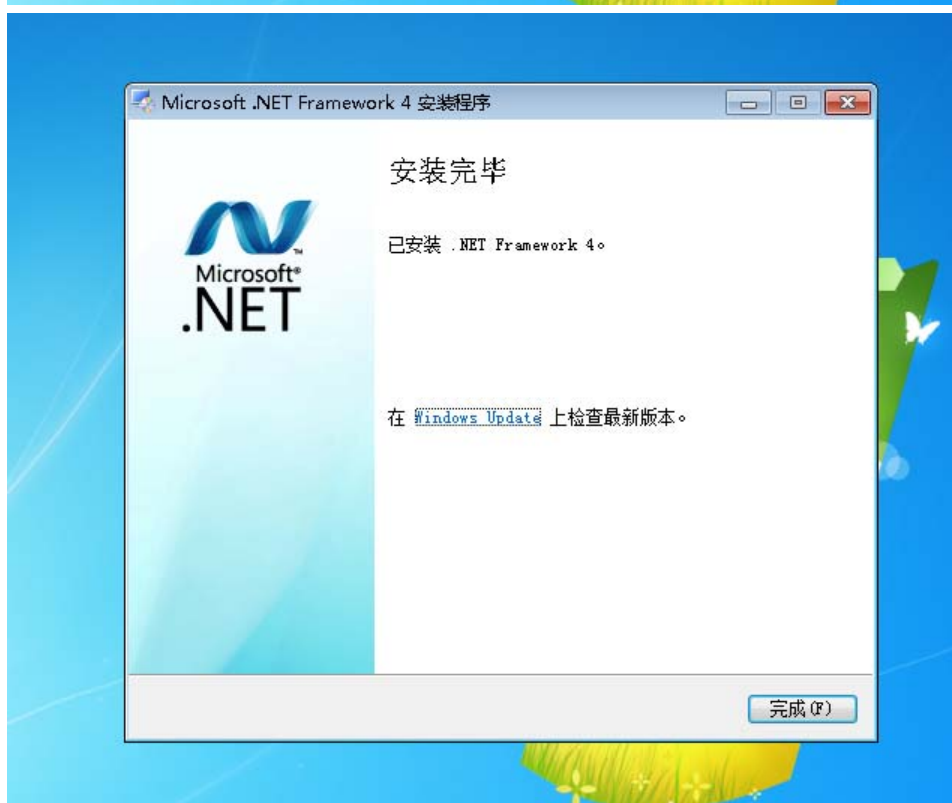 Microsoft .NET Framework 4 安装程序
安装完毕
已安装 .NET Framework 4。
Microsoft®
.NET
TM
在 Windows Update 上检查最新版本。
完成(F)